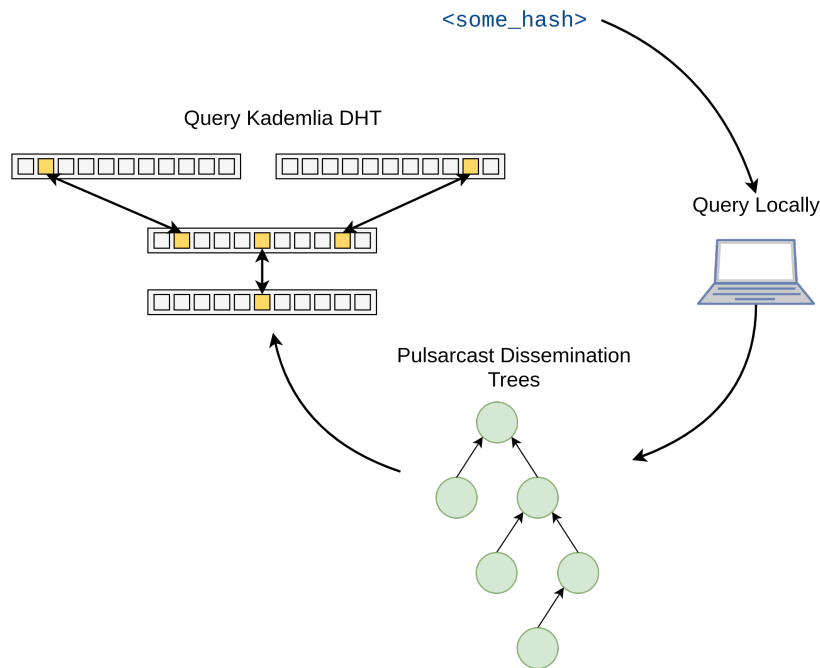 <some_hash>
Query Kademlia DHT
Query Locally
Pulsarcast Dissemination
Trees